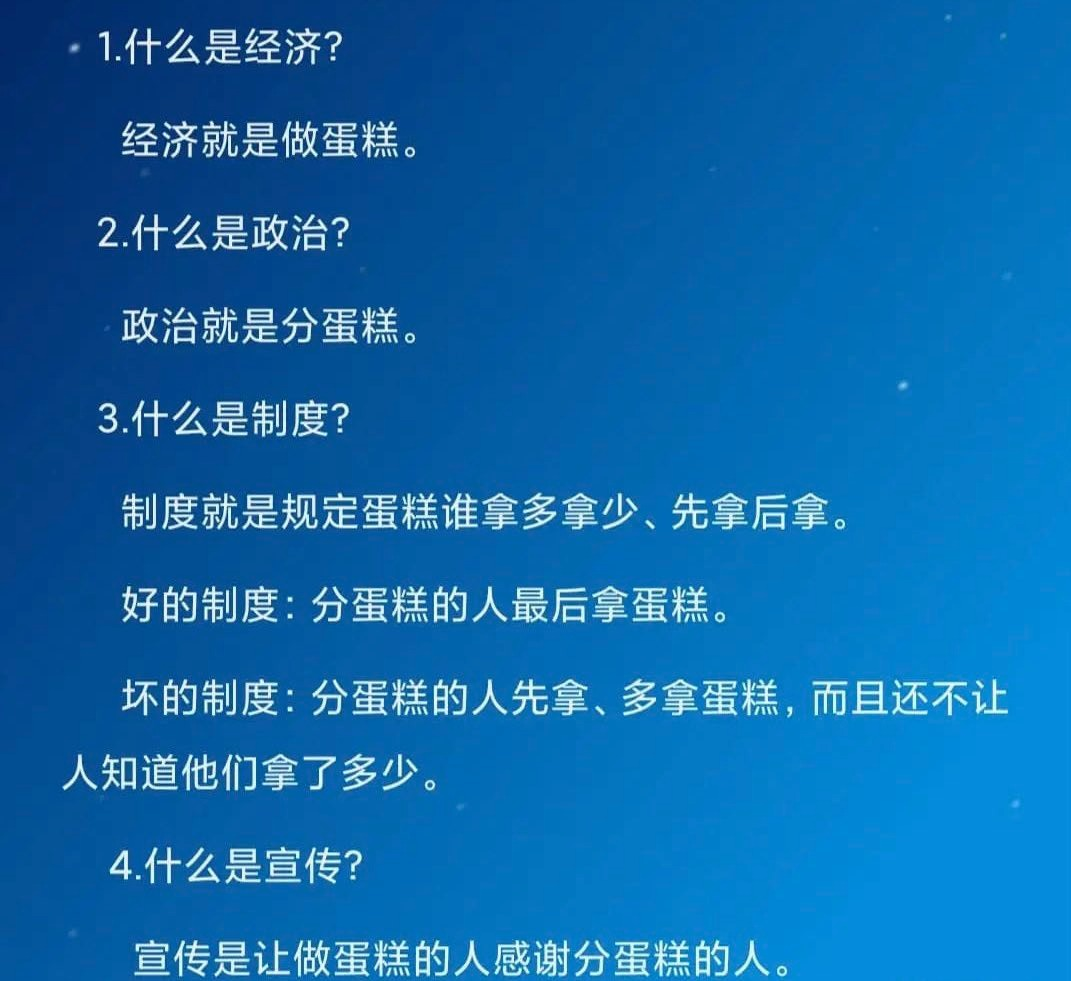 1.什么是经济?
经济就是做蛋糕。
2.什么是政治?
政治就是分蛋糕。
3.什么是制度?
制度就是规定蛋糕谁拿多拿少、先拿后拿。
好的制度：分蛋糕的人最后拿蛋糕。
坏的制度：分蛋糕的人先拿、多拿蛋糕，而且还不让
人知道他们拿了多少。
4.什么是宣传?
宣传是让做蛋糕的人感谢分蛋糕的人。